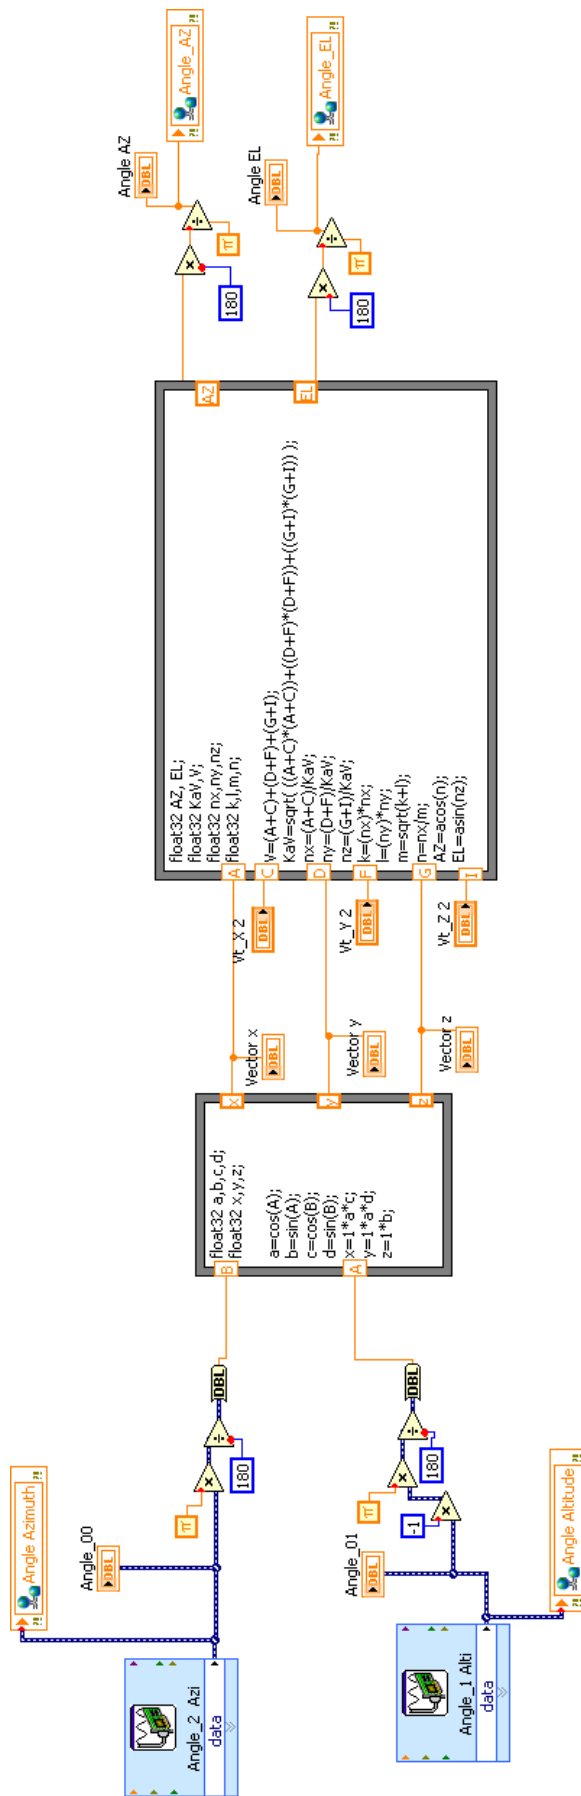 Angle Azimuth
?!
Angle_00
DBL
Angle_2  Azi
data
π
180
DBL
Angle Altitude
?!
Angle_01
DBL
Angle_1 Alti
data
-1
π
180
DBL
B
A
float32 a,b,c,d;
float32 x,y,z;
a=cos(A);
b=sin(A);
c=cos(B);
d=sin(B);
x=1*a*c;
y=1*a*d;
z=1*b;
x
y
z
Vector x
DBL
Vector y
DBL
Vector z
DBL
Vt_X 2
DBL
Vt_Y 2
DBL
Vt_Z 2
DBL
A
C
D
F
G
I
float32 AZ, EL;
float32 KaV,V;
float32 nx,ny,nz;
float32 k,l,m,n;
V=(A+C)+(D+F)+(G+I);
KaV=sqrt( ((A+C)*(A+C))+((D+F)*(D+F))+((G+I)*(G+I)) );
nx=(A+C)/KaV;
ny=(D+F)/KaV;
nz=(G+I)/KaV;
k=(nx)*nx;
l=(ny)*ny;
m=sqrt(k+l);
n=nx/m;
AZ=acos(n);
EL=asin(nz);
AZ
EL
180
π
Angle AZ
DBL
Angle_AZ
?!
180
π
Angle EL
DBL
Angle_EL
?!